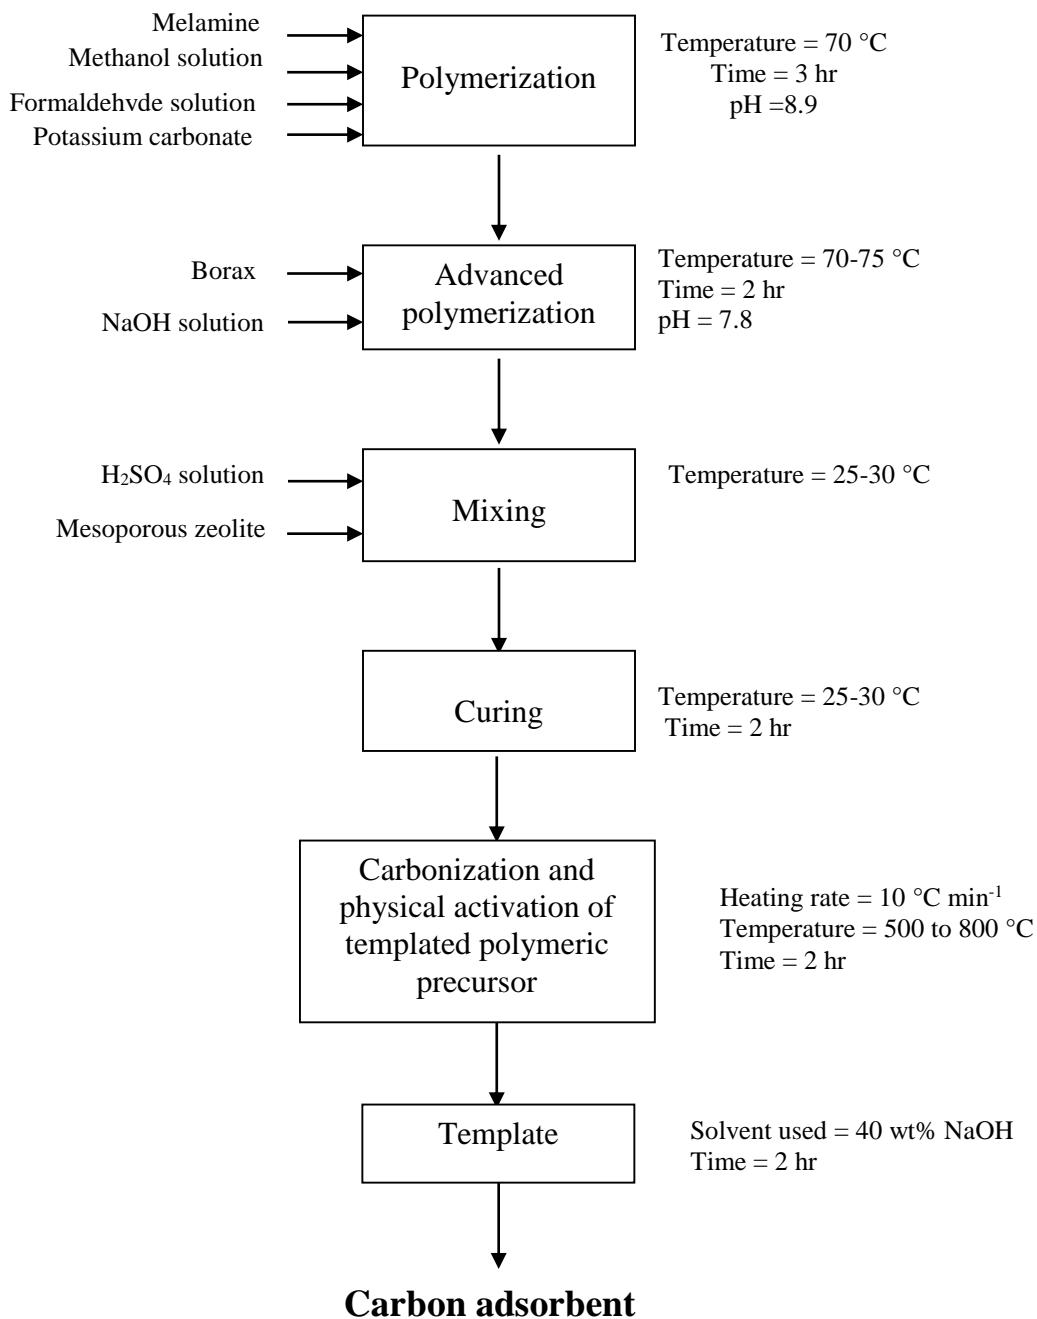 Melamine
Methanol solution
Formaldehvde solution
Potassium carbonate
Polymerization
Temperature = 70 °C
Time = 3 hr
pH =8.9
Borax
NaOH solution
Advanced
polymerization
Temperature = 70-75 °C
Time = 2 hr
pH = 7.8
H₂SO₄ solution
Mesoporous zeolite
Mixing
Temperature = 25-30 °C
Curing
Temperature = 25-30 °C
Time = 2 hr
Carbonization and
physical activation of
templated polymeric
precursor
Heating rate = 10 °C min⁻¹
Temperature = 500 to 800 °C
Time = 2 hr
Template
Solvent used = 40 wt% NaOH
Time = 2 hr
Carbon adsorbent